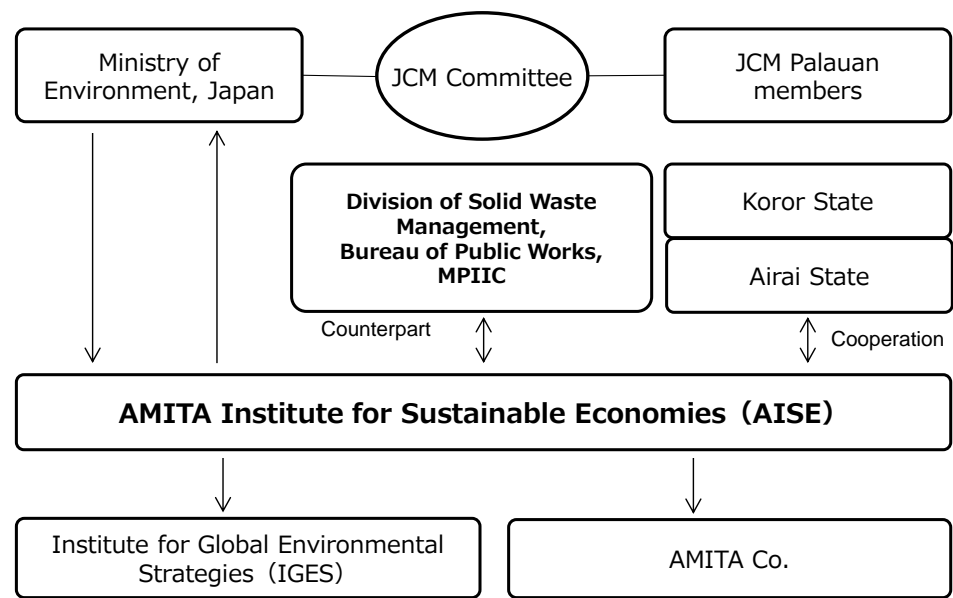 Ministry of
Environment, Japan
JCM Committee
JCM Palauan
members
Division of Solid Waste
Management,
Bureau of Public Works,
MPIIC
Koror State
Airai State
Counterpart
Cooperation
AMITA Institute for Sustainable Economies（AISE）
Institute for Global Environmental
Strategies（IGES）
AMITA Co.